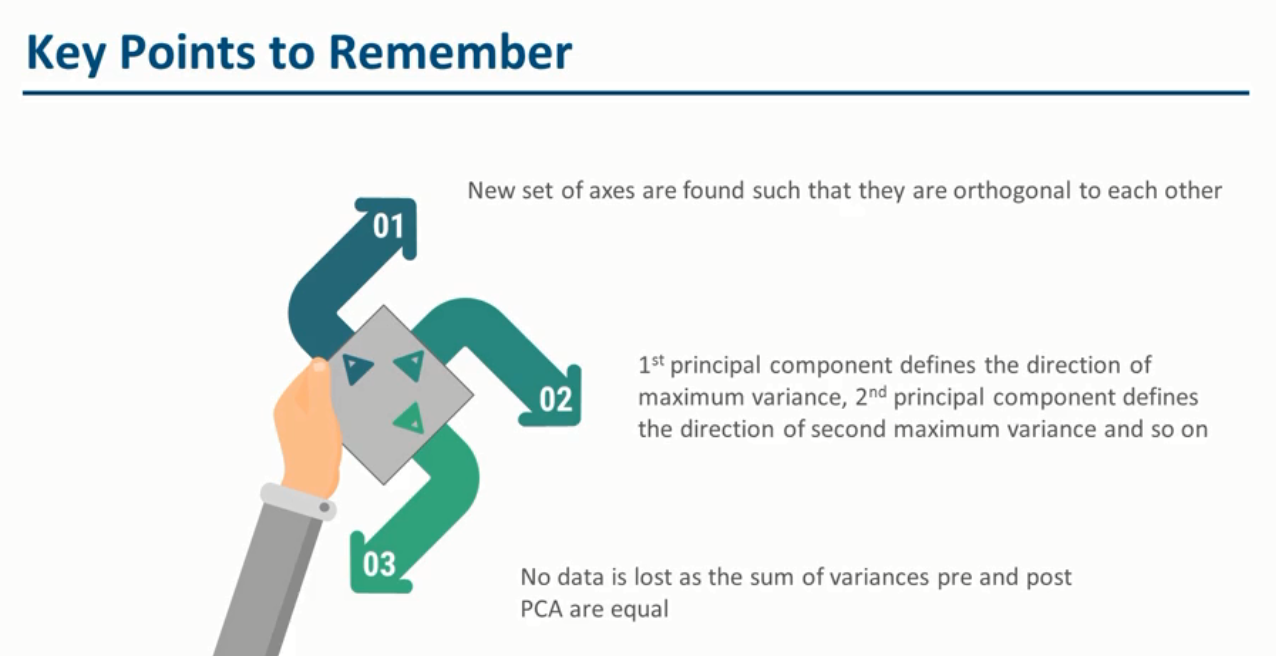 Key Points to Remember
01
New set of axes are found such that they are orthogonal to each other
02
1st principal component defines the direction of
maximum variance, 2nd principal component defines
the direction of second maximum variance and so on
03
No data is lost as the sum of variances pre and post
PCA are equal